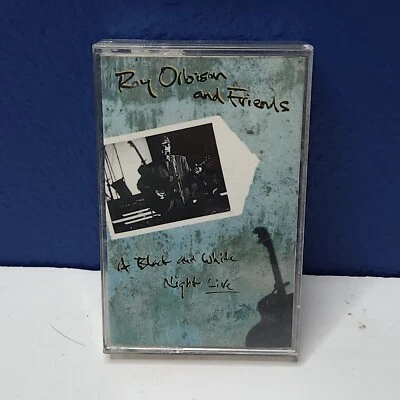 Roy Orbison
and Friends
A Black and White
Night Live